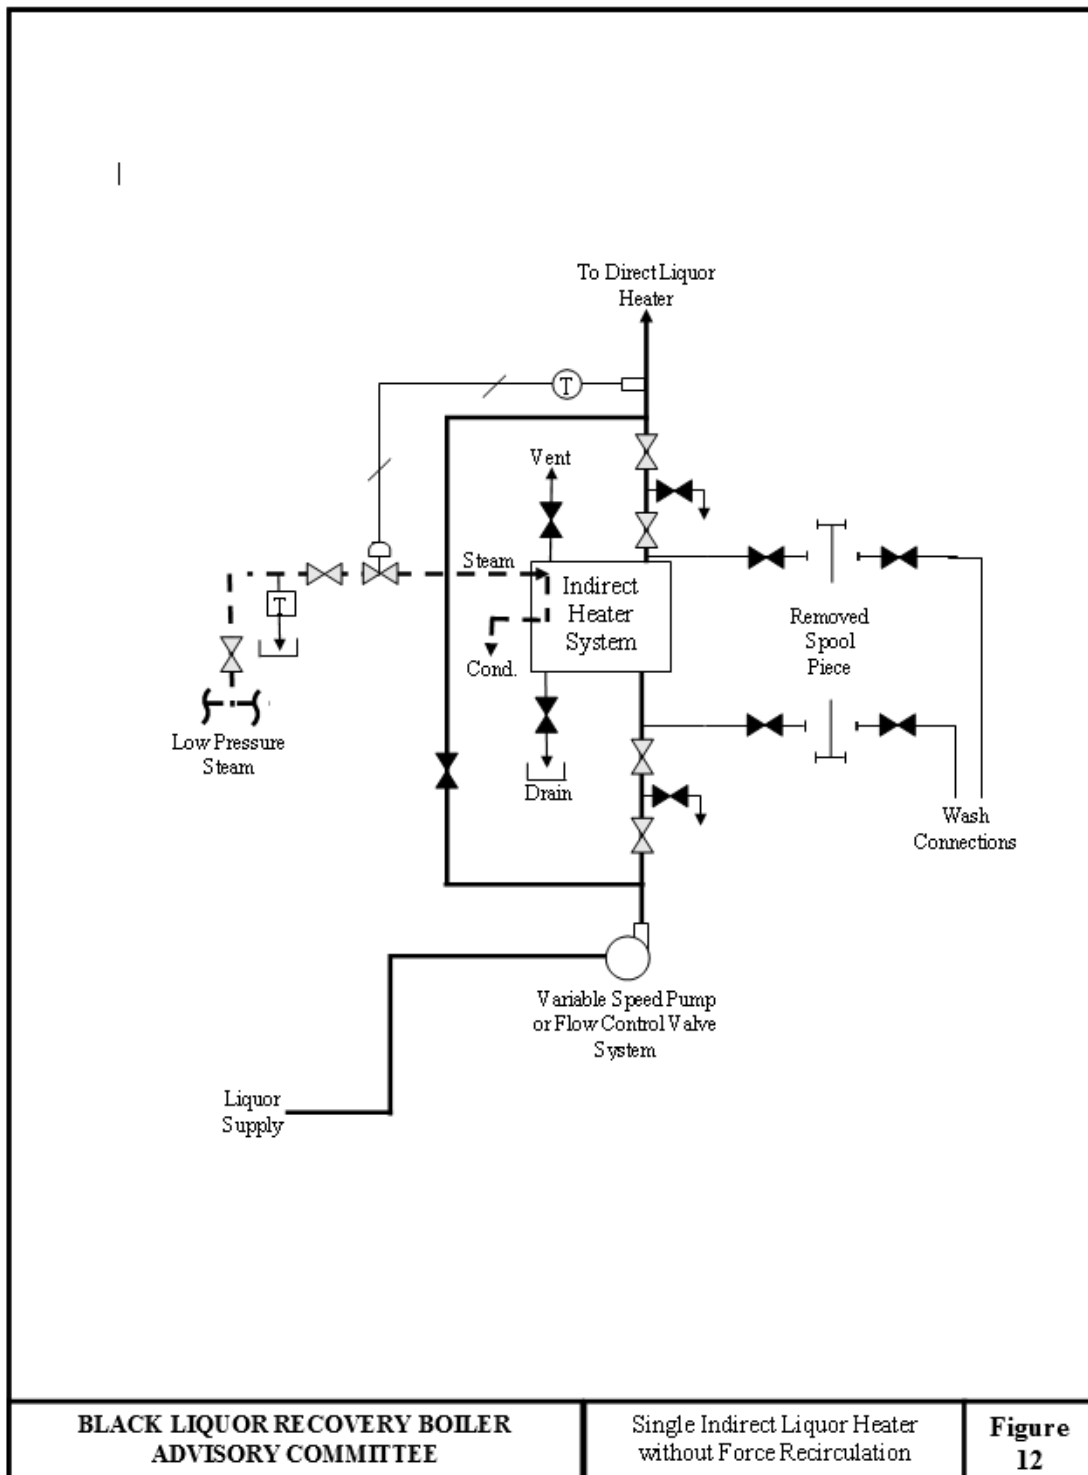 To Direct Liquor
Heater
T
Vent
Steam
Indirect
Heater
System
T
Cond.
Removed
Spool
Piece
Low Pressure
Steam
Drain
Wash
Connections
Variable Speed Pump
or Flow Control Valve
System
Liquor
Supply
BLACK LIQUOR RECOVERY BOILER
ADVISORY COMMITTEE
Single Indirect Liquor Heater
without Force Recirculation
Figure
12